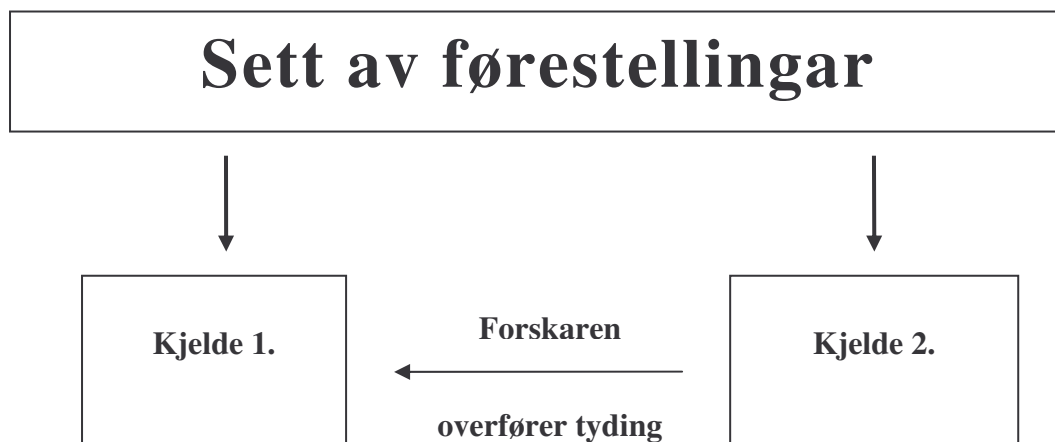 Sett av førestellingar
Kjelde 1.
Forskaren
overfører tyding
Kjelde 2.